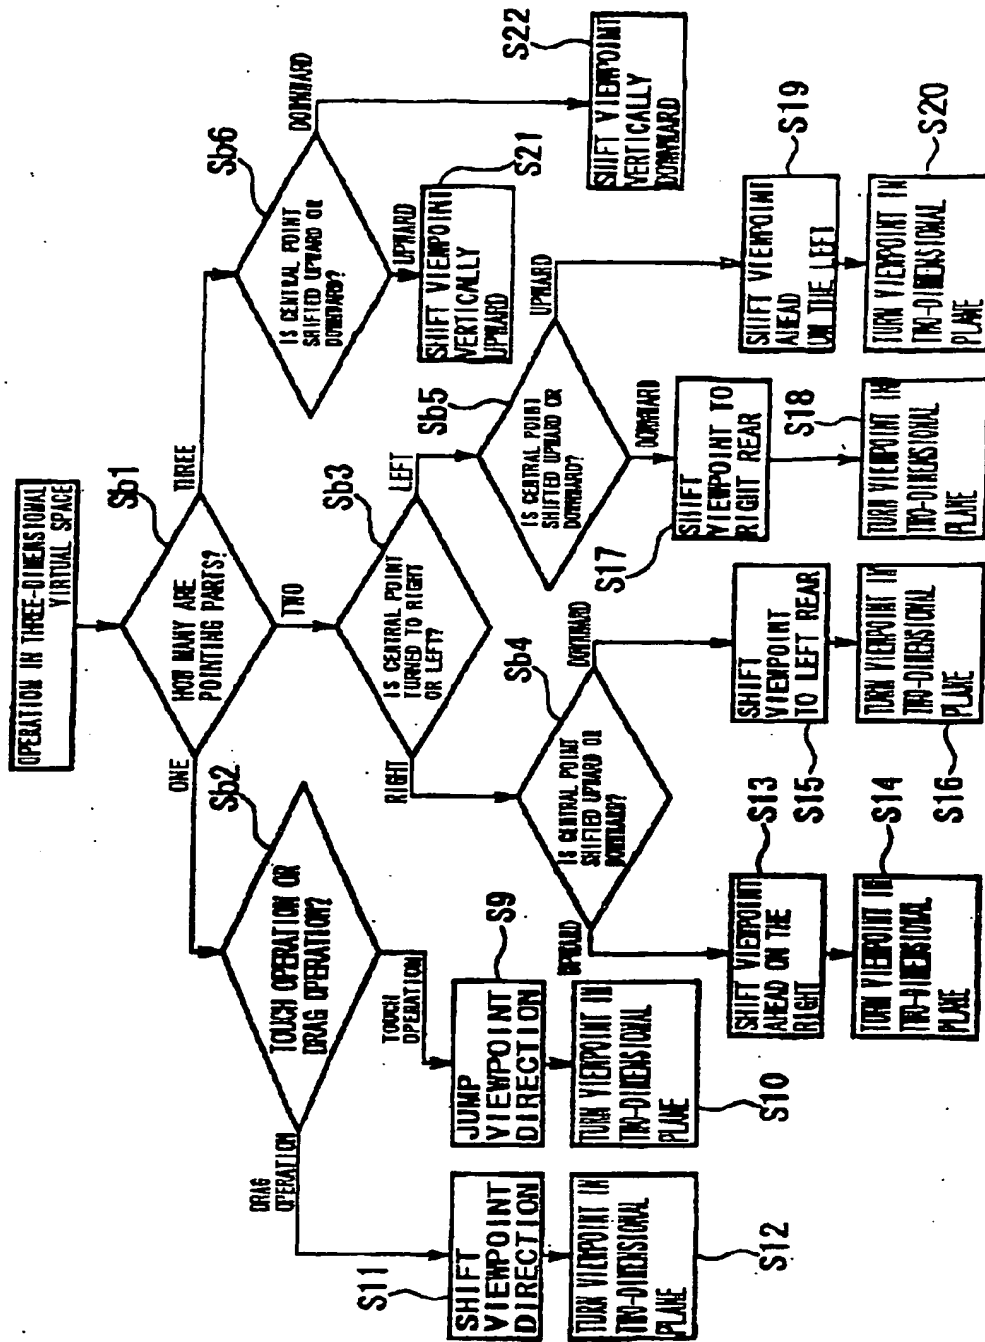 OPERATION IN THREE-DIMENSIONAL
VIRTUAL SPACE
Sb1
HOW MANY ARE
POINTING PARTS?
ONE
TWO
THREE
Sb2
TOUCH OPERATION OR
DRAG OPERATION?
DRAG
OPERATION
TOUCH
OPERATION
S11
SHIFT
VIEWPOINT
DIRECTION
TURN VIEWPOINT IN
TWO-DIMENSIONAL
PLANE
S12
S9
JUMP
VIEWPOINT
DIRECTION
TURN VIEWPOINT IN
TWO-DIMENSIONAL
PLANE
S10
Sb3
IS CENTRAL POINT
TURNED TO RIGHT
OR LEFT?
RIGHT
LEFT
Sb4
IS CENTRAL POINT
SHIFTED UPWARD OR
DOWNWARD?
UPWARD
DOWNWARD
S13
SHIFT VIEWPOINT
AHEAD ON THE
RIGHT
S14
TURN VIEWPOINT IN
TWO-DIMENSIONAL
PLANE
SHIFT
VIEWPOINT
TO LEFT REAR
S15
TURN VIEWPOINT IN
TWO-DIMENSIONAL
PLANE
S16
Sb5
IS CENTRAL POINT
SHIFTED UPWARD OR
DOWNWARD?
DOWNWARD
UPWARD
S17
SHIFT
VIEWPOINT TO
RIGHT REAR
S18
TURN VIEWPOINT IN
TWO-DIMENSIONAL
PLANE
S19
SHIFT VIEWPOINT
AHEAD
ON THE LEFT
S20
TURN VIEWPOINT IN
TWO-DIMENSIONAL
PLANE
Sb6
IS CENTRAL POINT
SHIFTED UPWARD OR
DOWNWARD?
UPWARD
DOWNWARD
S21
SHIFT VIEWPOINT
VERTICALLY
UPWARD
S22
SHIFT VIEWPOINT
VERTICALLY
DOWNWARD